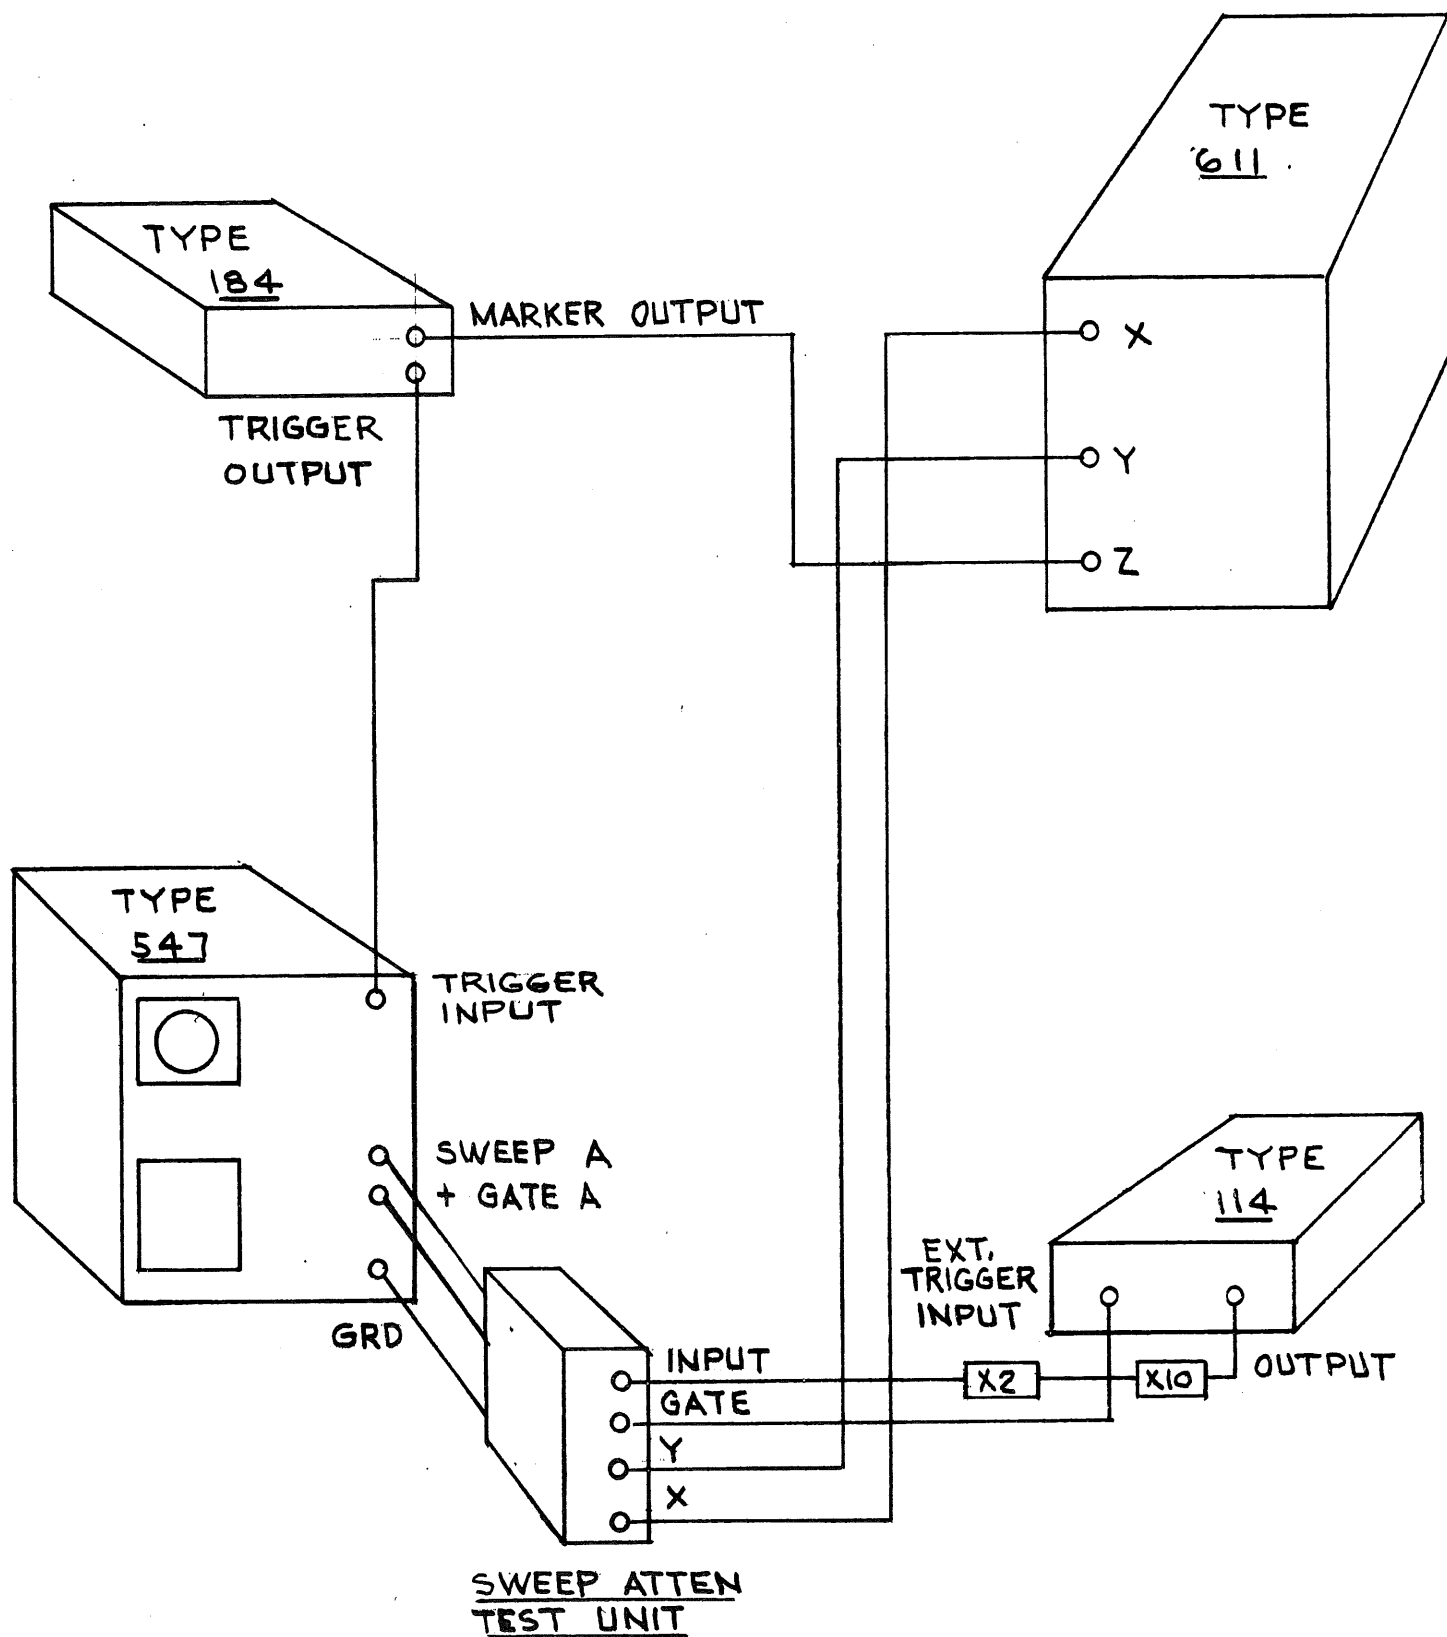 TYPE
611
TYPE
184
MARKER OUTPUT
X
TRIGGER
OUTPUT
Y
Z
TYPE
547
TRIGGER
INPUT
SWEEP A
+ GATE A
GRD
TYPE
114
EXT.
TRIGGER
INPUT
INPUT
X2
X10
OUTPUT
GATE
Y
X
SWEEP ATTEN
TEST UNIT